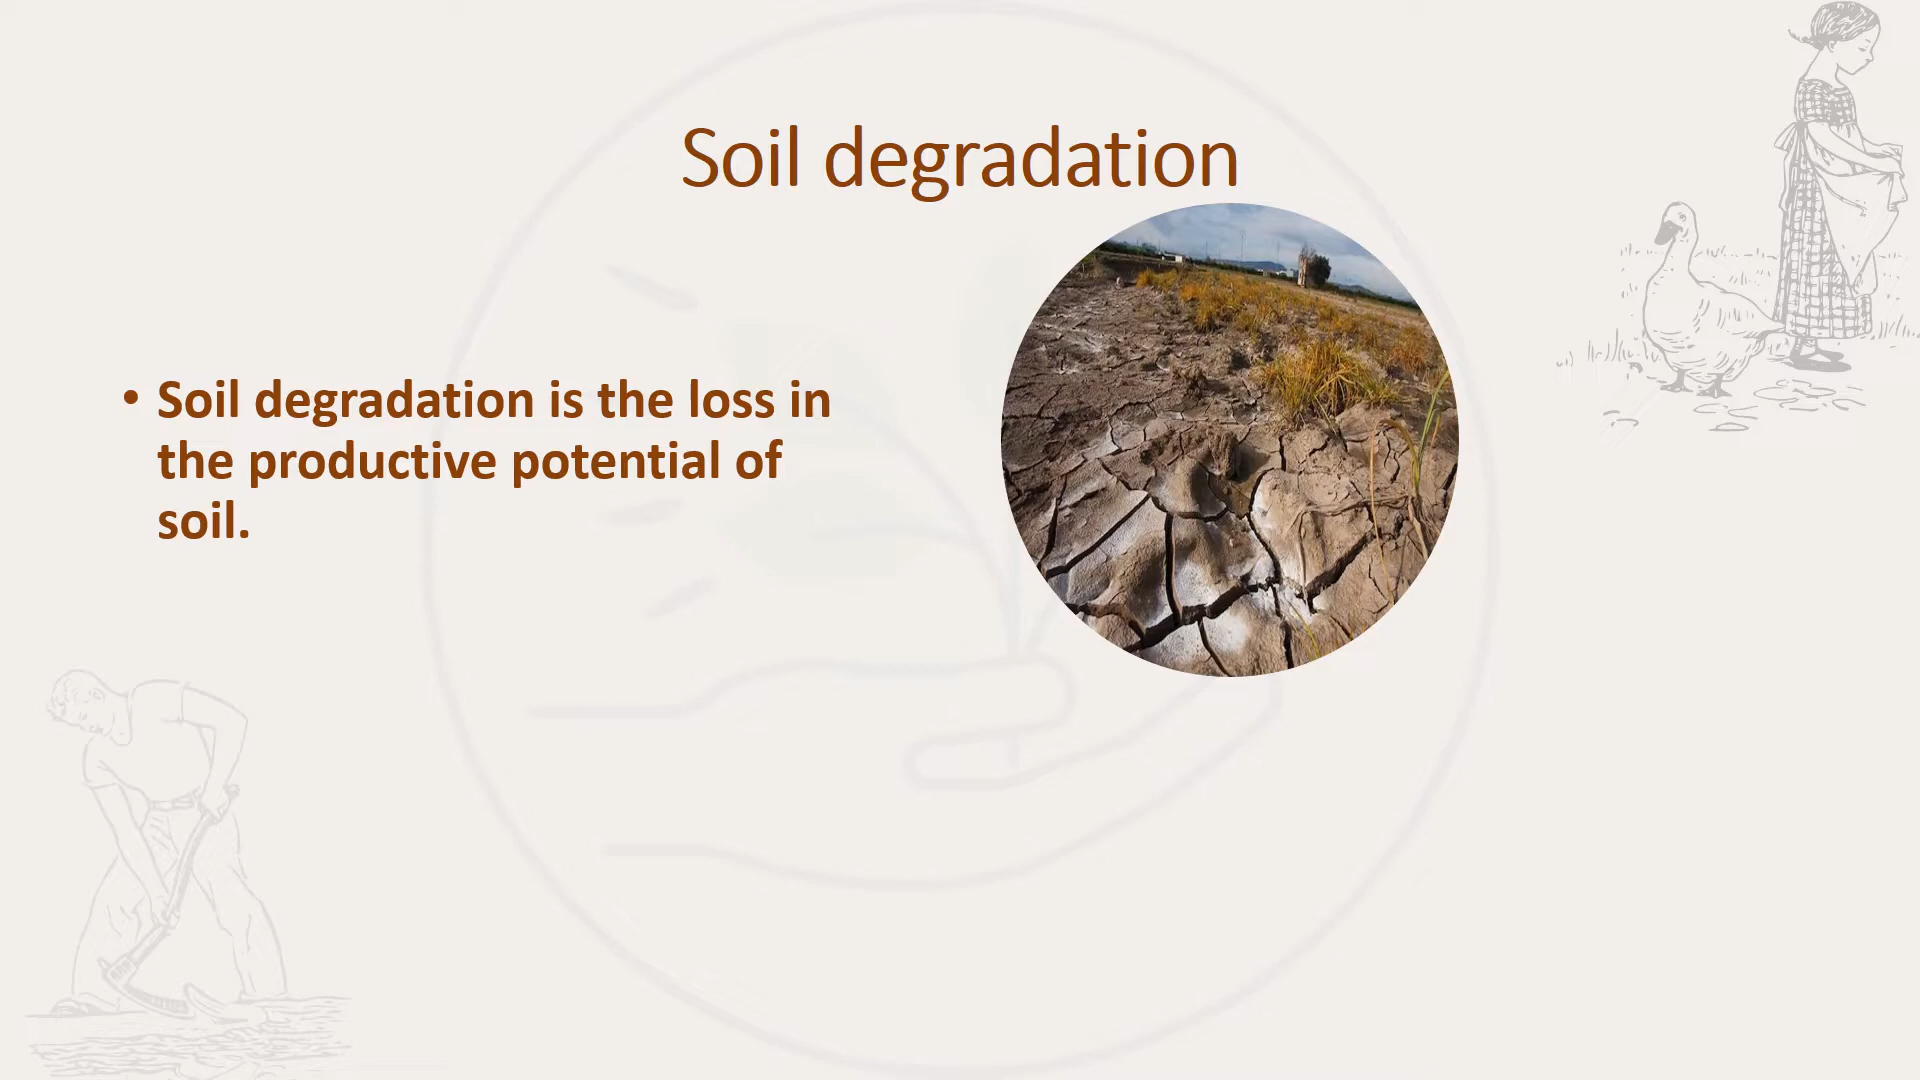 Soil degradation
• Soil degradation is the loss in
the productive potential of
soil.